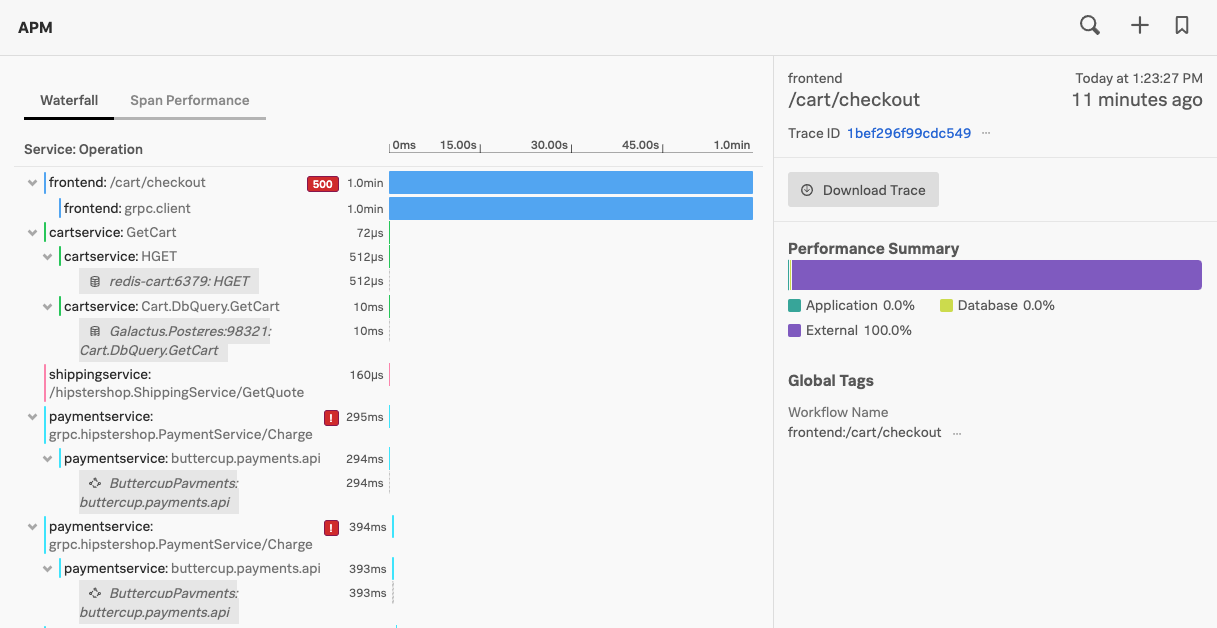 APM
Waterfall
Span Performance
Service: Operation
0ms 15.00s 30.00s 45.00s 1.0min
frontend: /cart/checkout 500 1.0min
frontend: grpc.client 1.0min
cartservice: GetCart 72µs
cartservice: HGET 512µs
redis-cart:6379: HGET 512µs
cartservice: Cart.DbQuery.GetCart 10ms
Galactus.Postgres:98321: 10ms
Cart.DbQuery.GetCart
shippingservice: 160µs
/hipstershop.ShippingService/GetQuote
paymentservice: ! 295ms
grpc.hipstershop.PaymentService/Charge
paymentservice: buttercup.payments.api 294ms
ButtercupPayments: 294ms
buttercup.payments.api
paymentservice: ! 394ms
grpc.hipstershop.PaymentService/Charge
paymentservice: buttercup.payments.api 393ms
ButtercupPayments: 393ms
buttercup.payments.api
frontend Today at 1:23:27 PM
/cart/checkout 11 minutes ago
Trace ID 1bef296f99cdc549 ...
Download Trace
Performance Summary
Application 0.0% Database 0.0%
External 100.0%
Global Tags
Workflow Name
frontend:/cart/checkout ...